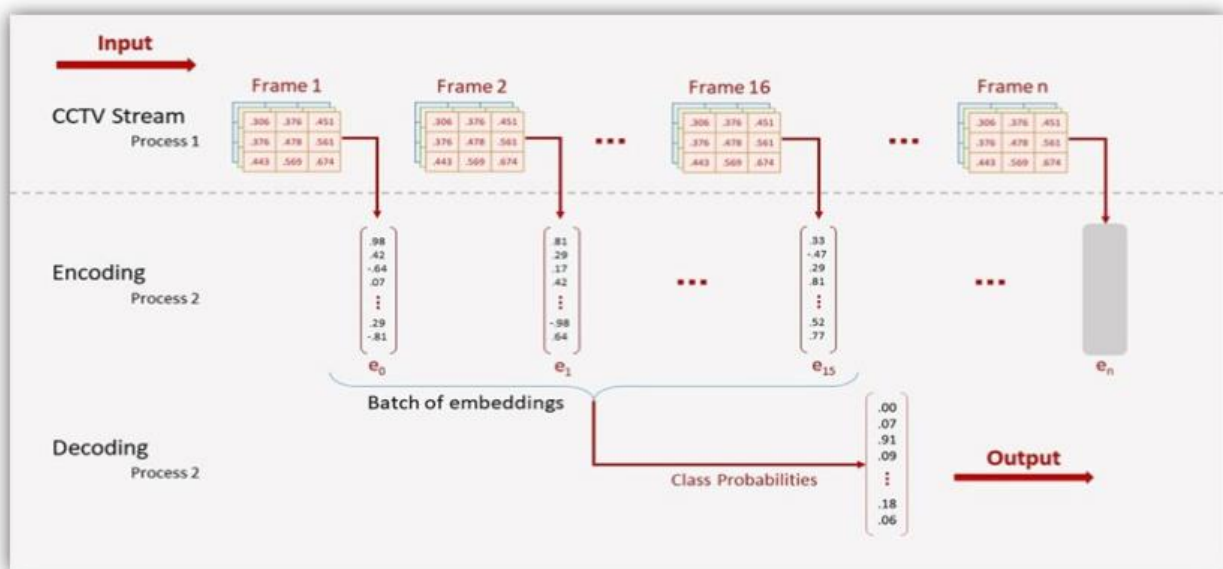 Input
Frame 1 Frame 2 Frame 16 Frame n
CCTV Stream
Process 1
.306 .376 .451 .306 .376 .451 .306 .376 .451 .306 .376 .451
.376 .478 .561 .376 .478 .561 .376 .478 .561 .376 .478 .561
.443 .569 .674 .443 .569 .674 .443 .569 .674 .443 .569 .674
...
...
Encoding
Process 2
.98 .81 .33
.42 .29 -.47
-.64 .17 .29
.07 .42 .81
⋮ ⋮ ⋮
.29 -.98 .52
-.81 .64 .77
...
...
e0 e1 e15 en
Batch of embeddings
Decoding
Process 2
Class Probabilities
.00
.07
.91
.09
⋮
.18
.06
Output